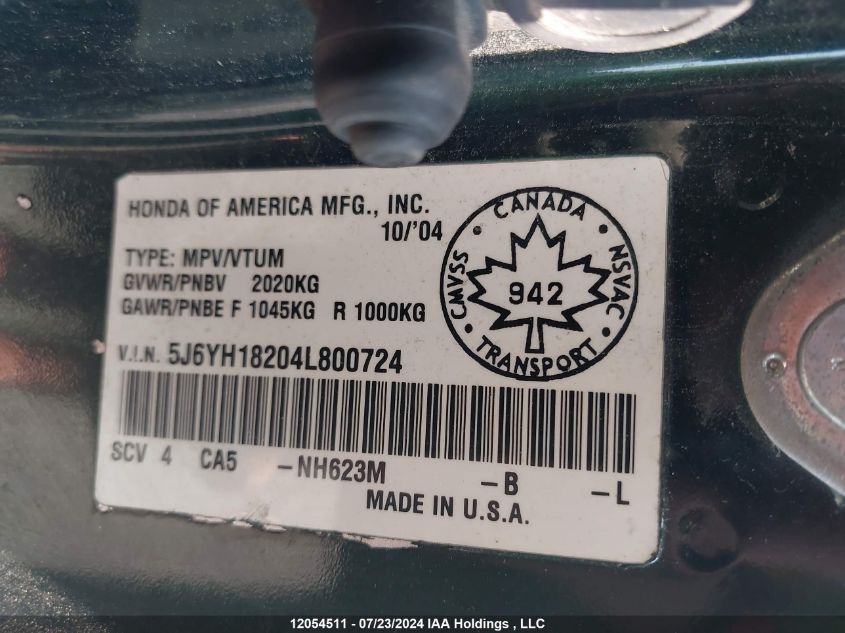 HONDA OF AMERICA MFG., INC.
10/'04
TYPE: MPV/VTUM
GVWR/PNBV 2020KG
GAWR/PNBE F 1045KG R 1000KG
V.I.N. 5J6YH18204L800724
CANADA
CMVSS
NSVAC
942
TRANSPORT
SCV 4 CA5 -NH623M -B -L
MADE IN U.S.A.
12054511 - 07/23/2024 IAA Holdings , LLC